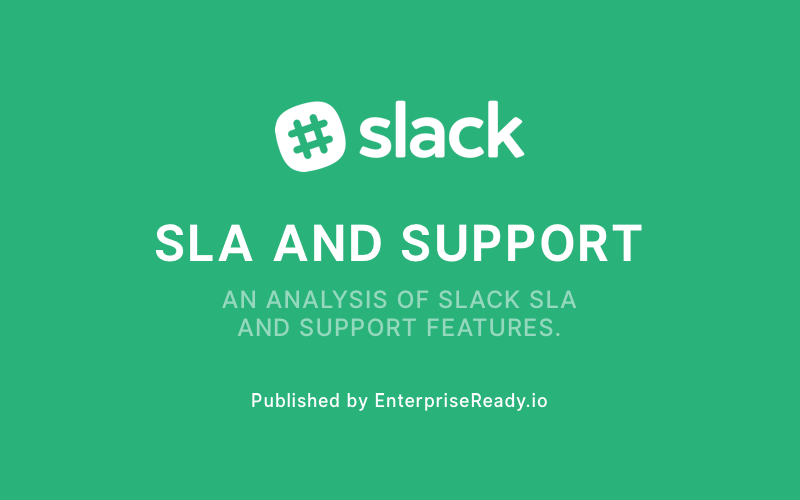 slack
SLA AND SUPPORT
AN ANALYSIS OF SLACK SLA
AND SUPPORT FEATURES.
Published by EnterpriseReady.io